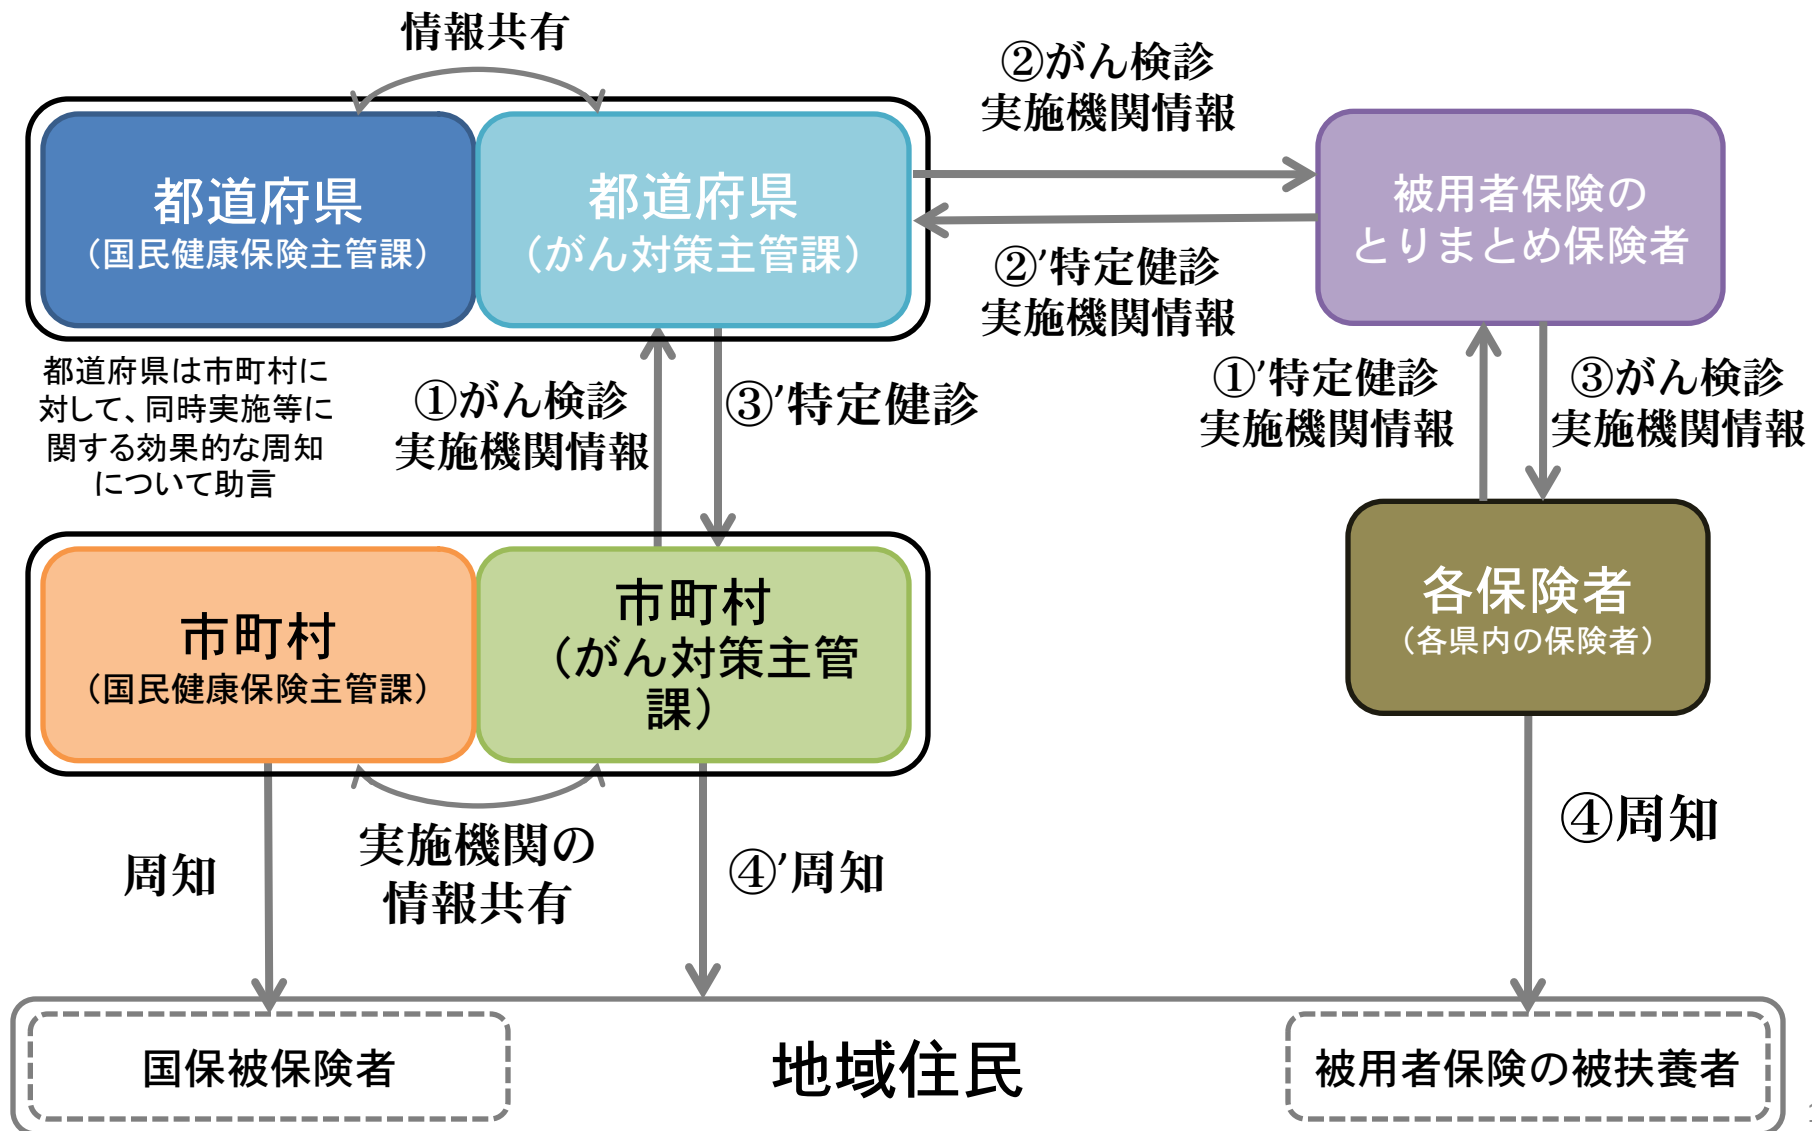 情報共有
②がん検診
実施機関情報
都道府県
（国民健康保険主管課）
都道府県
（がん対策主管課）
被用者保険の
とりまとめ保険者
②’特定健診
実施機関情報
都道府県は市町村に
対して、同時実施等に
関する効果的な周知
について助言
①がん検診
実施機関情報
③’特定健診
①’特定健診
実施機関情報
③がん検診
実施機関情報
市町村
（国民健康保険主管課）
市町村
（がん対策主管
課）
各保険者
（各県内の保険者）
周知
実施機関の
情報共有
④’周知
④周知
国保被保険者
地域住民
被用者保険の被扶養者